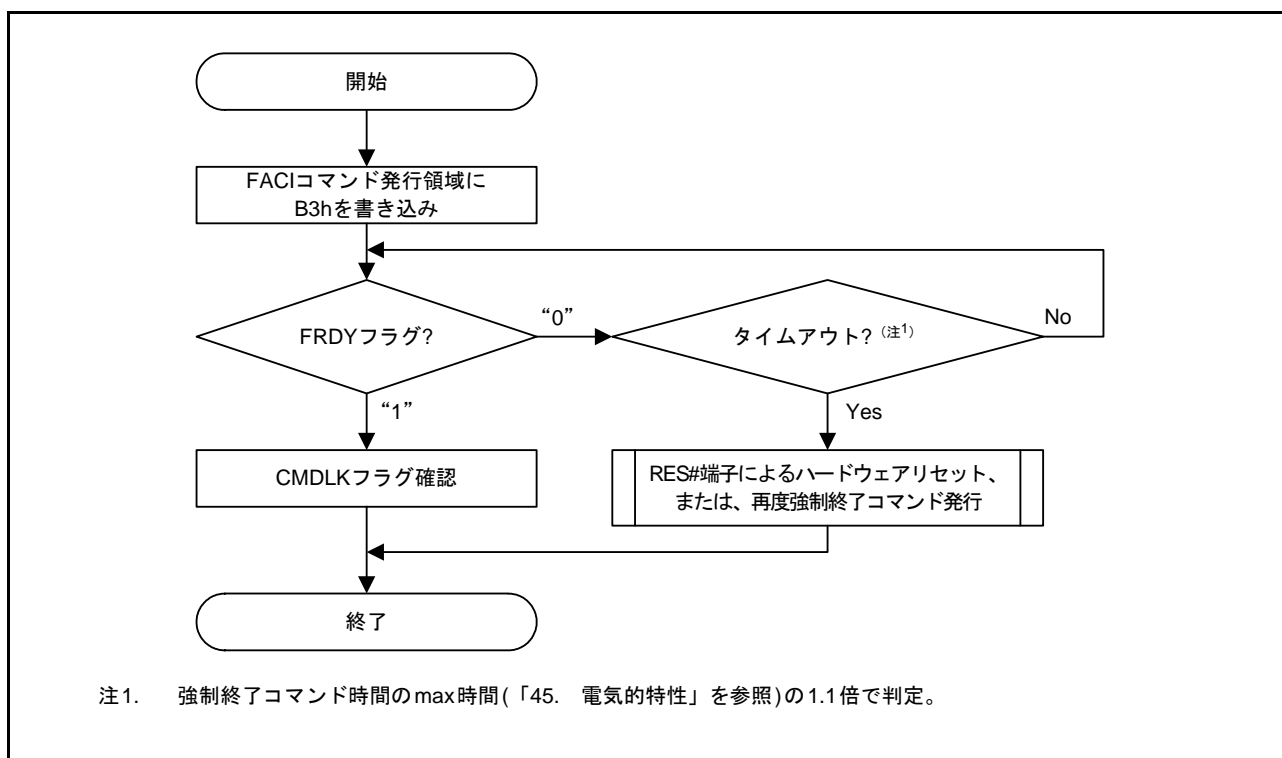 開始
FACIコマンド発行領域に
B3hを書き込み
FRDYフラグ?
“0”
タイムアウト? (注1)
No
“1”
Yes
CMDLKフラグ確認
RES#端子によるハードウェアリセット、
または、再度強制終了コマンド発行
終了
注1. 強制終了コマンド時間のmax時間(「45. 電気的特性」を参照)の1.1倍で判定。